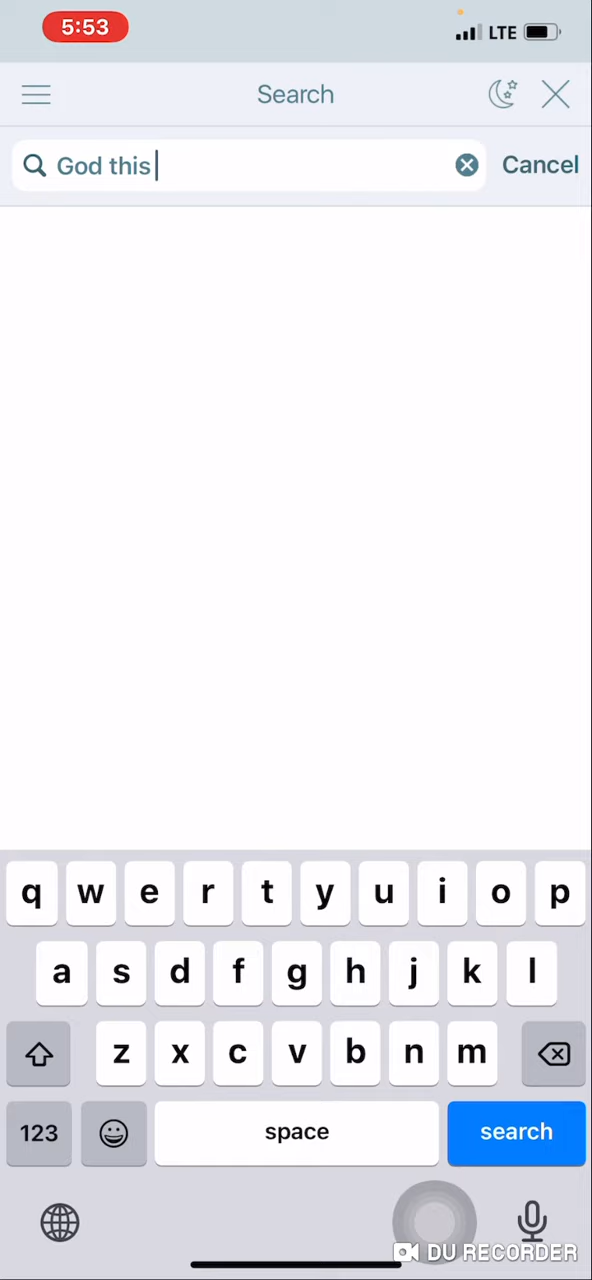 5:53
LTE
Search
God this
Cancel
q w e r t y u i o p
a s d f g h j k l
z x c v b n m
123 space search
DU RECORDER